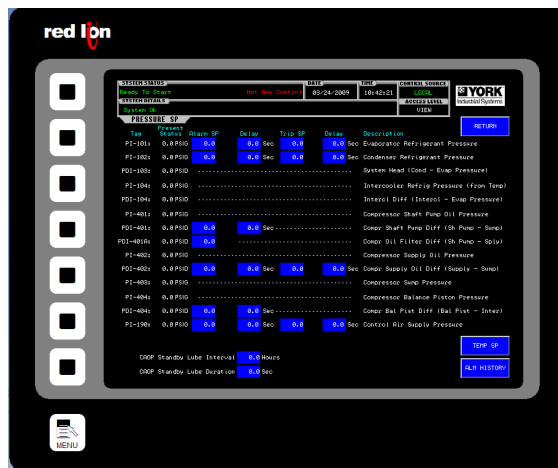 red lion
SYSTEM STATUS DATE TIME CONTROL SOURCE
Ready To Start Hot Gas Control 03/24/2009 10:42:21 LOCAL YORK
SYSTEM DETAILS ACCESS LEVEL Industrial Systems
System Ok VIEW
PRESSURE SP RETURN
Present
Tag Status Alarm SP Delay Trip SP Delay Description
PI-101: 0.0 PSIG 0.0 0.0 Sec 0.0 0.0 Sec Evaporator Refrigerant Pressure
PI-102: 0.0 PSIG 0.0 0.0 Sec 0.0 0.0 Sec Condenser Refrigerant Pressure
PDI-103: 0.0 PSID System Head (Cond - Evap Pressure)
PI-104: 0.0 PSIG Intercooler Refrig Pressure (from Temp)
PDI-104: 0.0 PSID Intercl Diff (Intercl - Evap Pressure)
PI-401: 0.0 PSIG Compressor Shaft Pump Oil Pressure
PDI-401: 0.0 PSID 0.0 0.0 Sec Compr Shaft Pump Diff (Sh Pump - Sump)
PDI-401A: 0.0 PSID 0.0 Compr Oil Filter Diff (Sh Pump - Sply)
PI-402: 0.0 PSIG Compressor Supply Oil Pressure
PDI-402: 0.0 PSID 0.0 0.0 Sec 0.0 0.0 Sec Compr Supply Oil Diff (Supply - Sump)
PI-403: 0.0 PSIG Compressor Sump Pressure
PI-404: 0.0 PSIG Compressor Balance Piston Pressure
PDI-404: 0.0 PSID 0.0 0.0 Sec Compr Bal Pist Diff (Bal Pist - Inter)
PI-190: 0.0 PSIG 0.0 0.0 Sec 0.0 0.0 Sec Control Air Supply Pressure
TEMP SP
CAOP Standby Lube Interval 0.0 Hours
CAOP Standby Lube Duration 0.0 Sec
ALM HISTORY
MENU